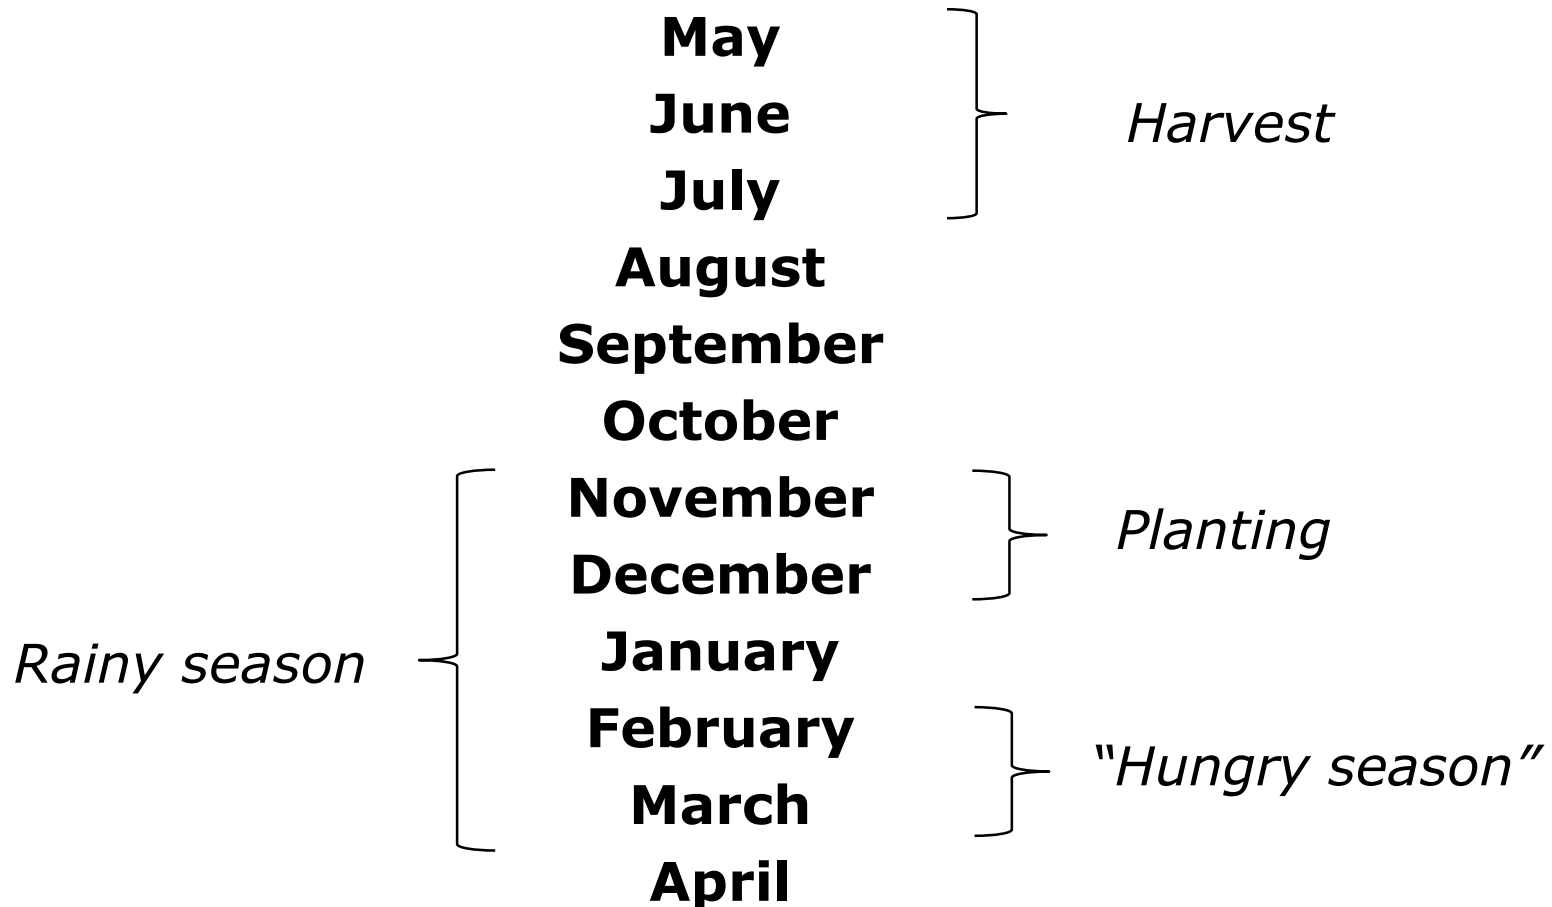 May
June
Harvest
July
August
September
October
November
Planting
December
January
Rainy season
February
“Hungry season”
March
April